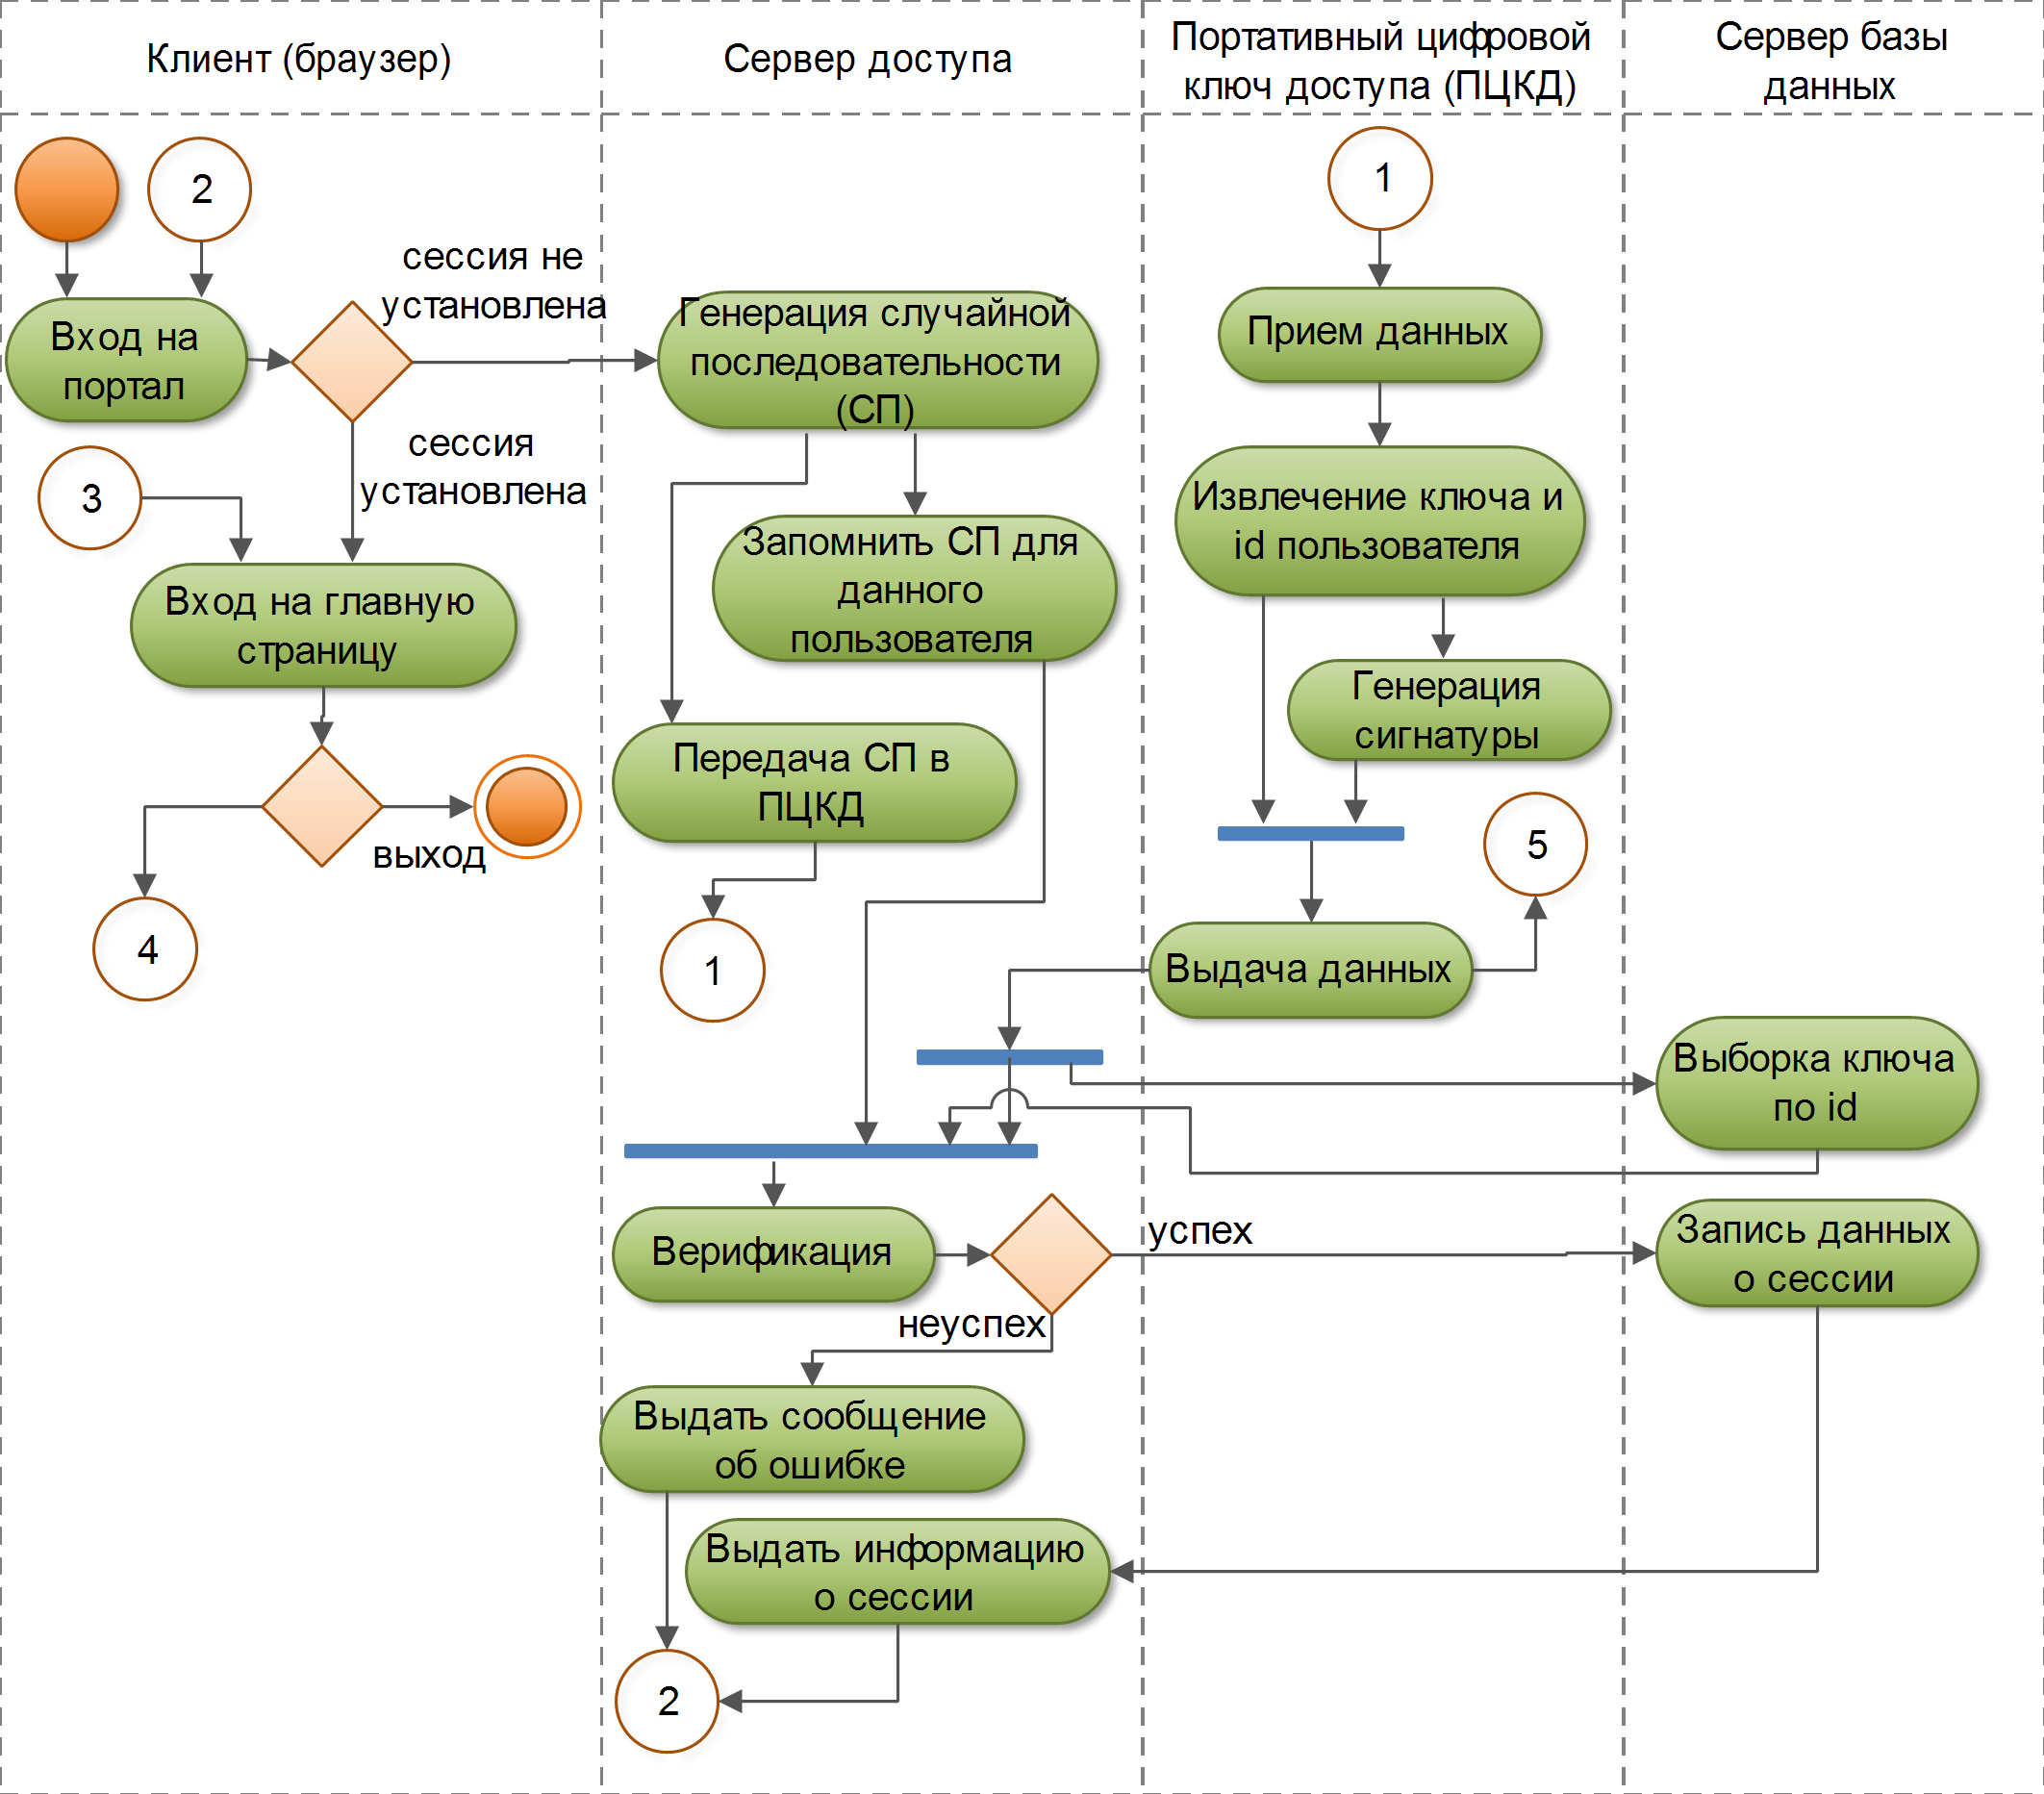 Клиент (браузер)
Сервер доступа
Портативный цифровой
ключ доступа (ПЦКД)
Сервер базы
данных
2
сессия не
установлена
Вход на
портал
сессия
установлена
3
Вход на главную
страницу
выход
4
Генерация случайной
последовательности
(СП)
Запомнить СП для
данного
пользователя
Передача СП в
ПЦКД
1
Верификация
успех
неуспех
Выдать сообщение
об ошибке
Выдать информацию
о сессии
2
1
Прием данных
Извлечение ключа и
id пользователя
Генерация
сигнатуры
5
Выдача данных
Выборка ключа
по id
Запись данных
о сессии